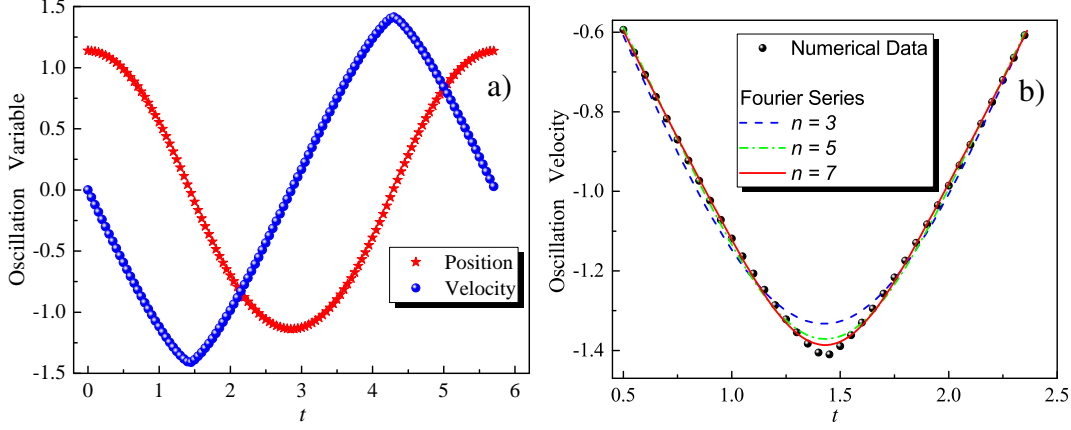 1.5
1.0
0.5
0.0
-0.5
-1.0
-1.5
Oscillation Variable
0
1
2
3
4
5
6
t
a)
Position
Velocity
-0.6
-0.8
-1.0
-1.2
-1.4
Oscillation Velocity
0.5
1.0
1.5
2.0
2.5
t
b)
Numerical Data
Fourier Series
n = 3
n = 5
n = 7